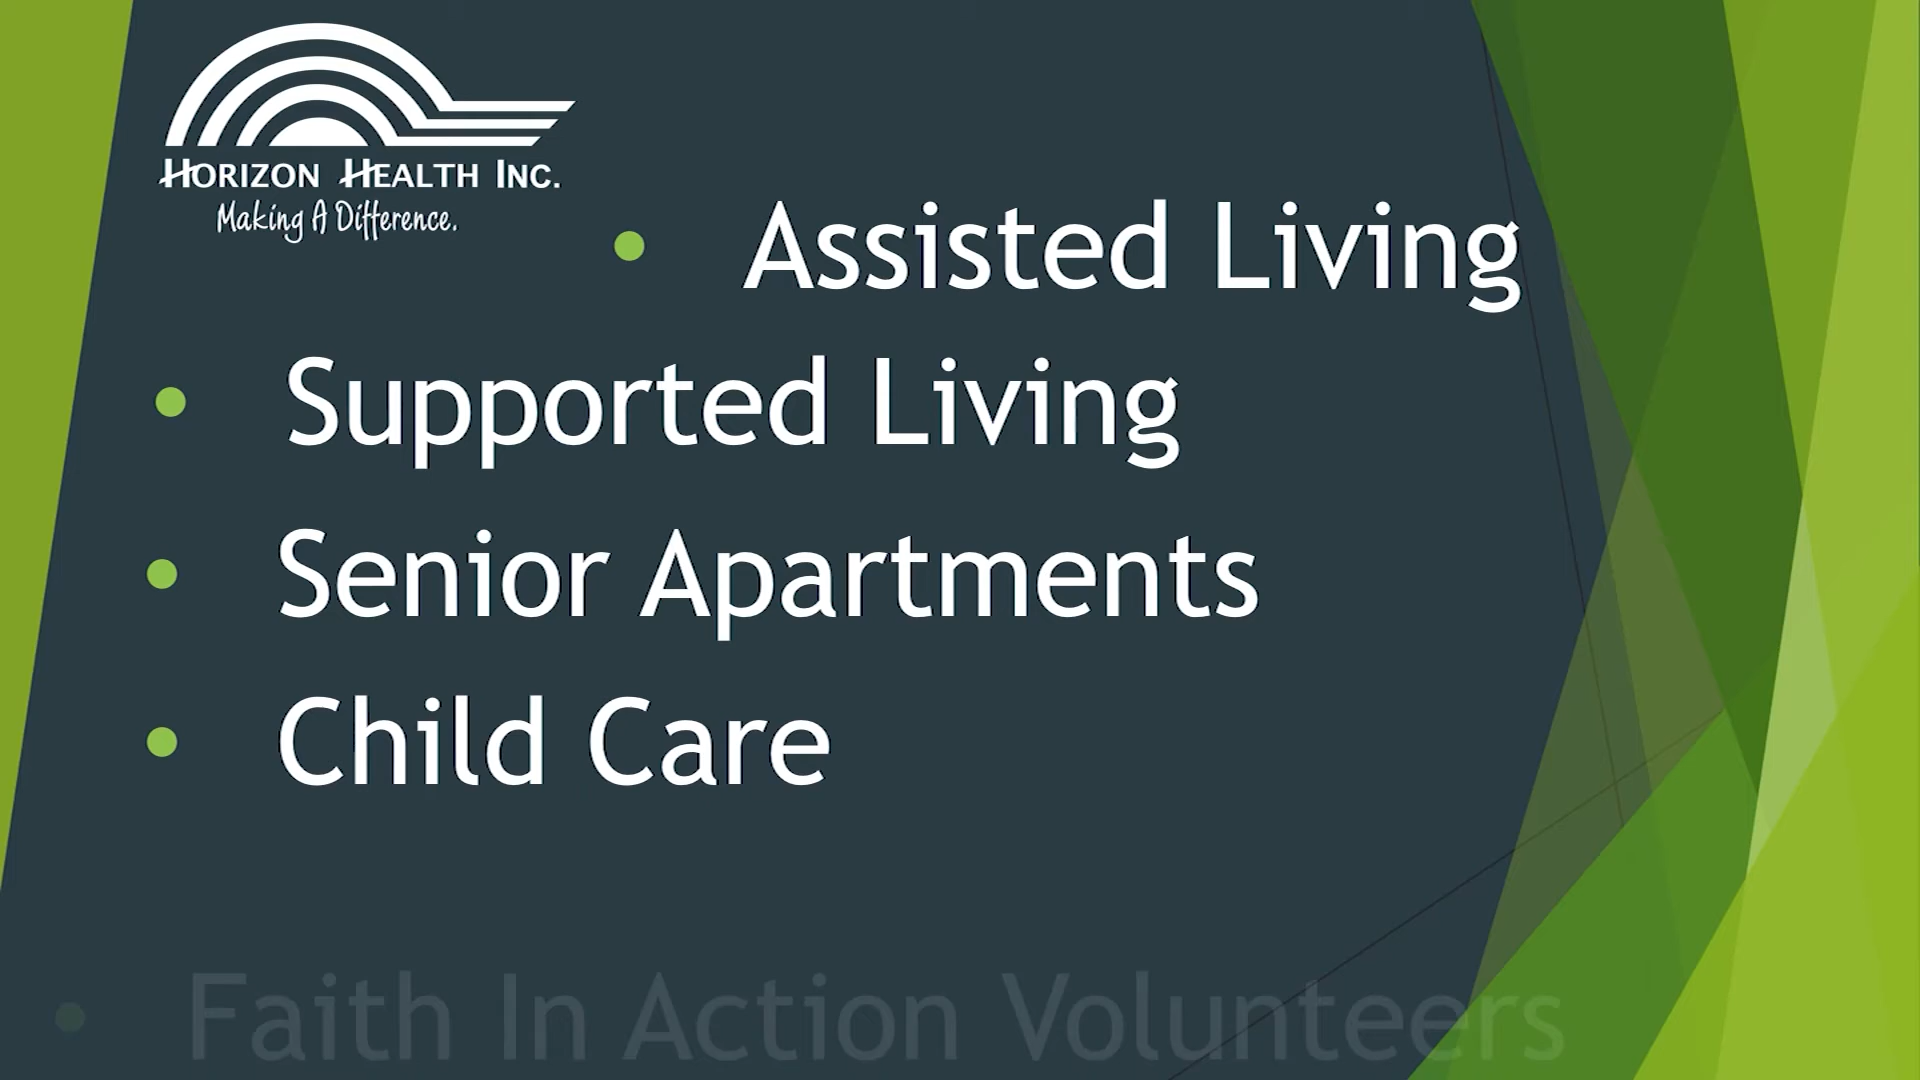 HORIZON HEALTH INC.
Making A Difference.
• Assisted Living
• Supported Living
• Senior Apartments
• Child Care
• Faith In Action Volunteers